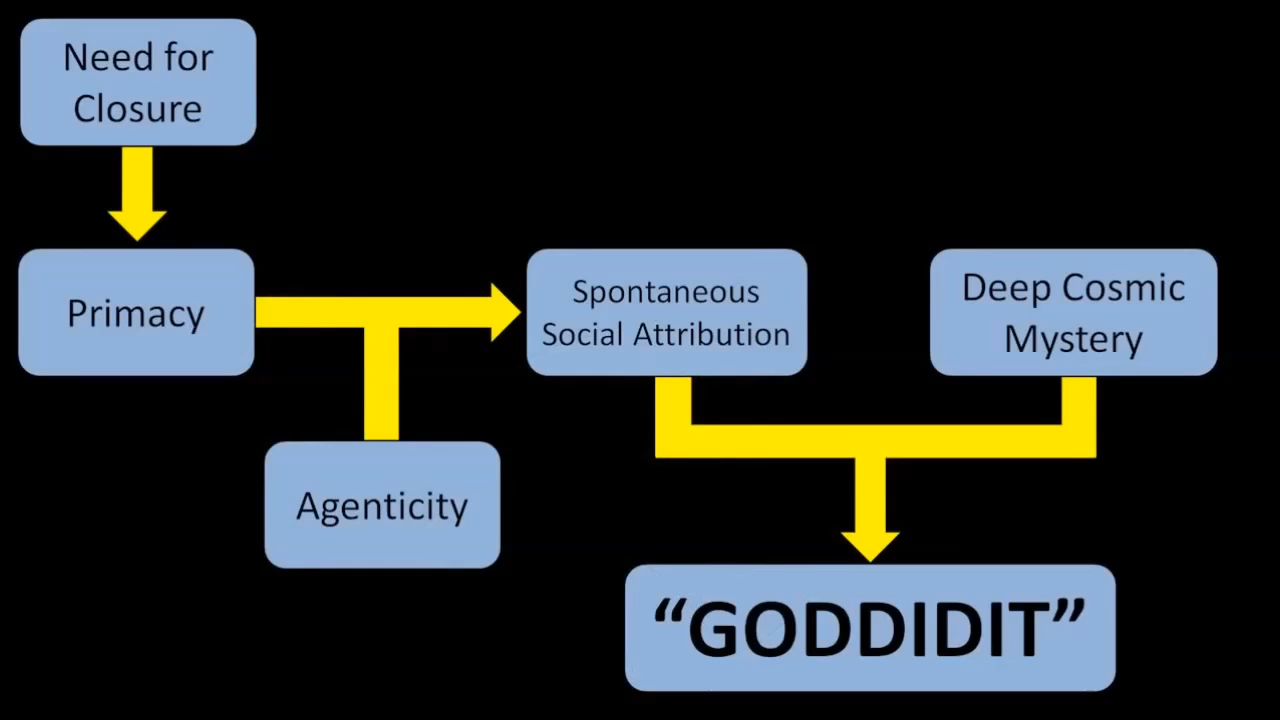 Need for
Closure
Primacy
Spontaneous
Social Attribution
Deep Cosmic
Mystery
Agenticity
“GODDIDIT”